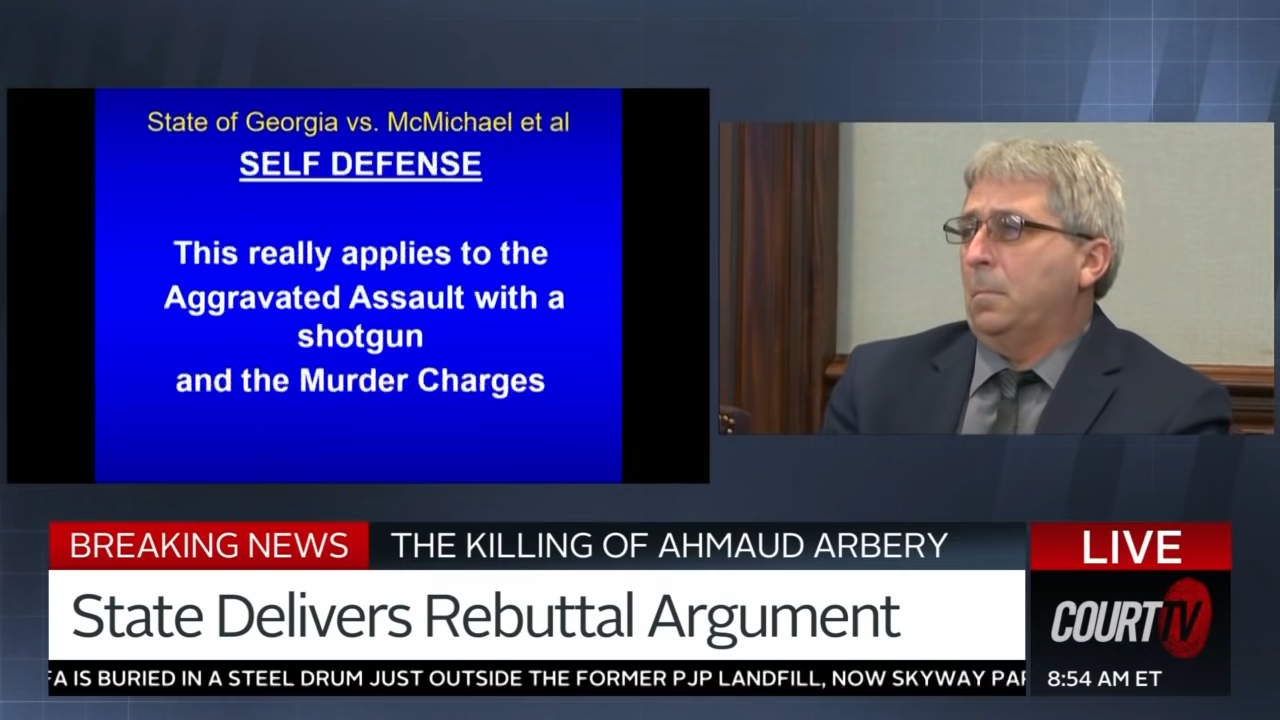 State of Georgia vs. McMichael et al
SELF DEFENSE
This really applies to the
Aggravated Assault with a
shotgun
and the Murder Charges
BREAKING NEWS
THE KILLING OF AHMAUD ARBERY
LIVE
State Delivers Rebuttal Argument
COURT TV
FA IS BURIED IN A STEEL DRUM JUST OUTSIDE THE FORMER PJP LANDFILL, NOW SKYWAY PAR
8:54 AM ET